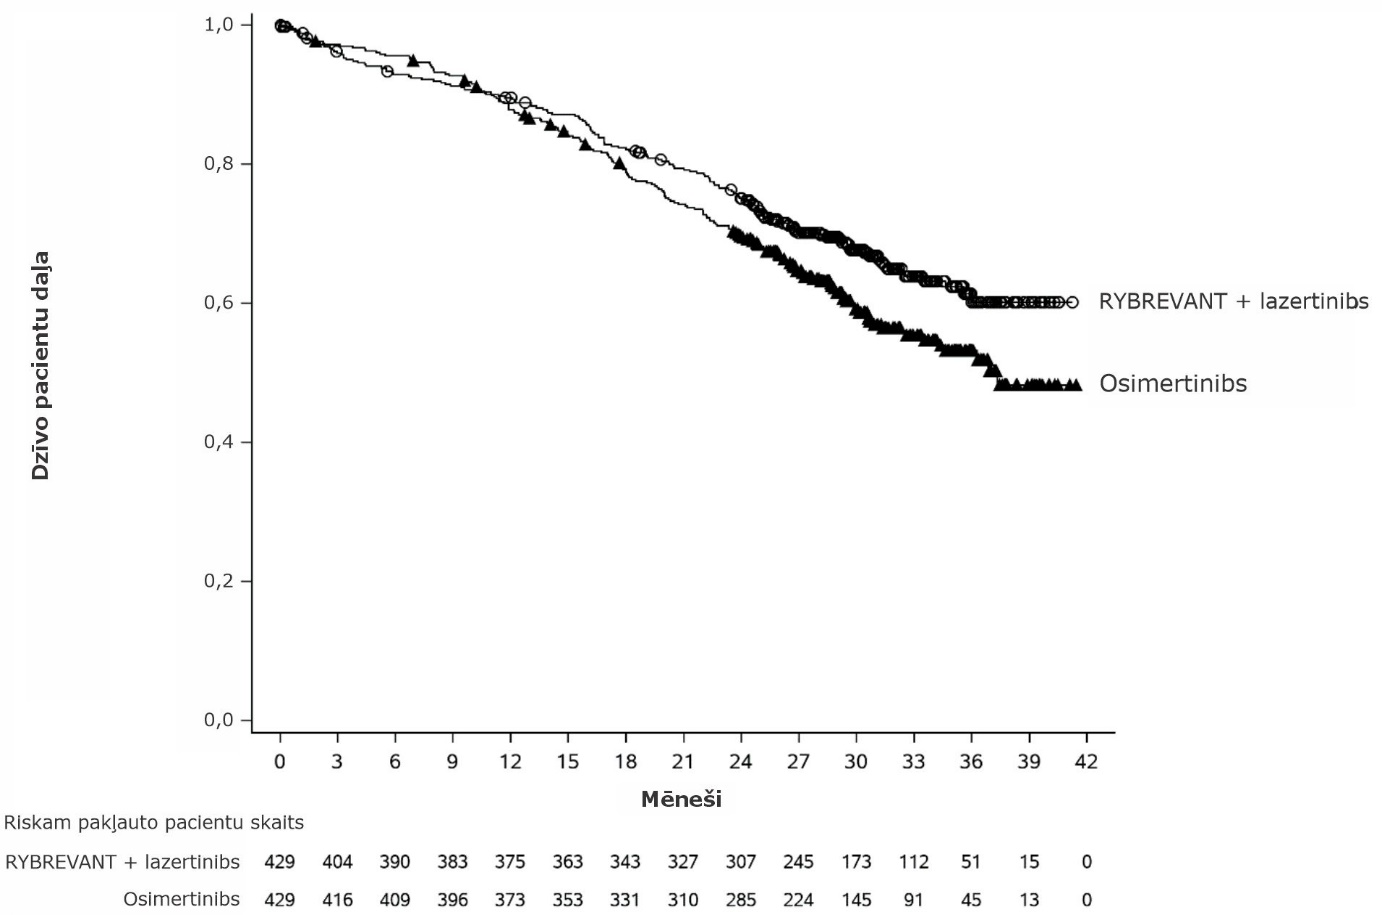 1,0
0,8
0,6
0,4
0,2
0,0
Dzīvo pacientu daļa
RYBREVANT + lazertinibs
Osimertinibs
0 3 6 9 12 15 18 21 24 27 30 33 36 39 42
Mēneši
Riskam pakļauto pacientu skaits
RYBREVANT + lazertinibs 429 404 390 383 375 363 343 327 307 245 173 112 51 15 0
Osimertinibs 429 416 409 396 373 353 331 310 285 224 145 91 45 13 0